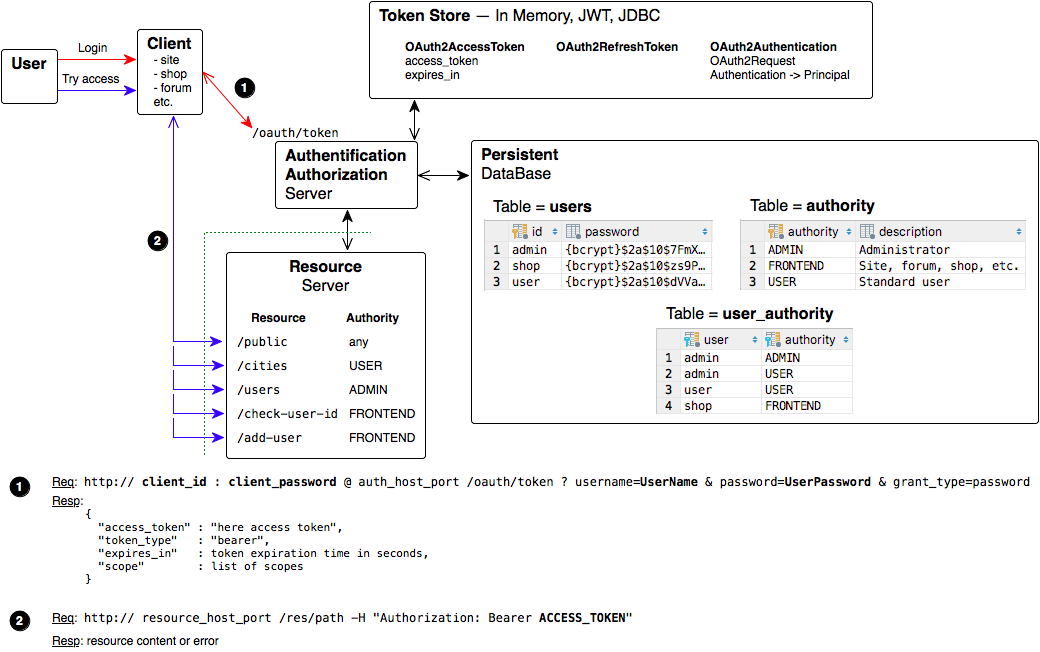 User
Login
Try access
Client
- site
- shop
- forum
etc.
1
/oauth/token
Token Store — In Memory, JWT, JDBC
OAuth2AccessToken OAuth2RefreshToken OAuth2Authentication
access_token OAuth2Request
expires_in Authentication -> Principal
Authentification
Authorization
Server
2
Resource
Server
Resource Authority
/public any
/cities USER
/users ADMIN
/check-user-id FRONTEND
/add-user FRONTEND
Persistent
DataBase
Table = users
id password
1 admin {bcrypt}$2a$10$7FmX…
2 shop {bcrypt}$2a$10$zs9P…
3 user {bcrypt}$2a$10$dVVa…
Table = authority
authority description
1 ADMIN Administrator
2 FRONTEND Site, forum, shop, etc.
3 USER Standard user
Table = user_authority
user authority
1 admin ADMIN
2 admin USER
3 user USER
4 shop FRONTEND
1 Req: http:// client_id : client_password @ auth_host_port /oauth/token ? username=UserName & password=UserPassword & grant_type=password
Resp:
{
"access_token" : "here access token",
"token_type" : "bearer",
"expires_in" : token expiration time in seconds,
"scope" : list of scopes
}
2 Req: http:// resource_host_port /res/path -H "Authorization: Bearer ACCESS_TOKEN"
Resp: resource content or error